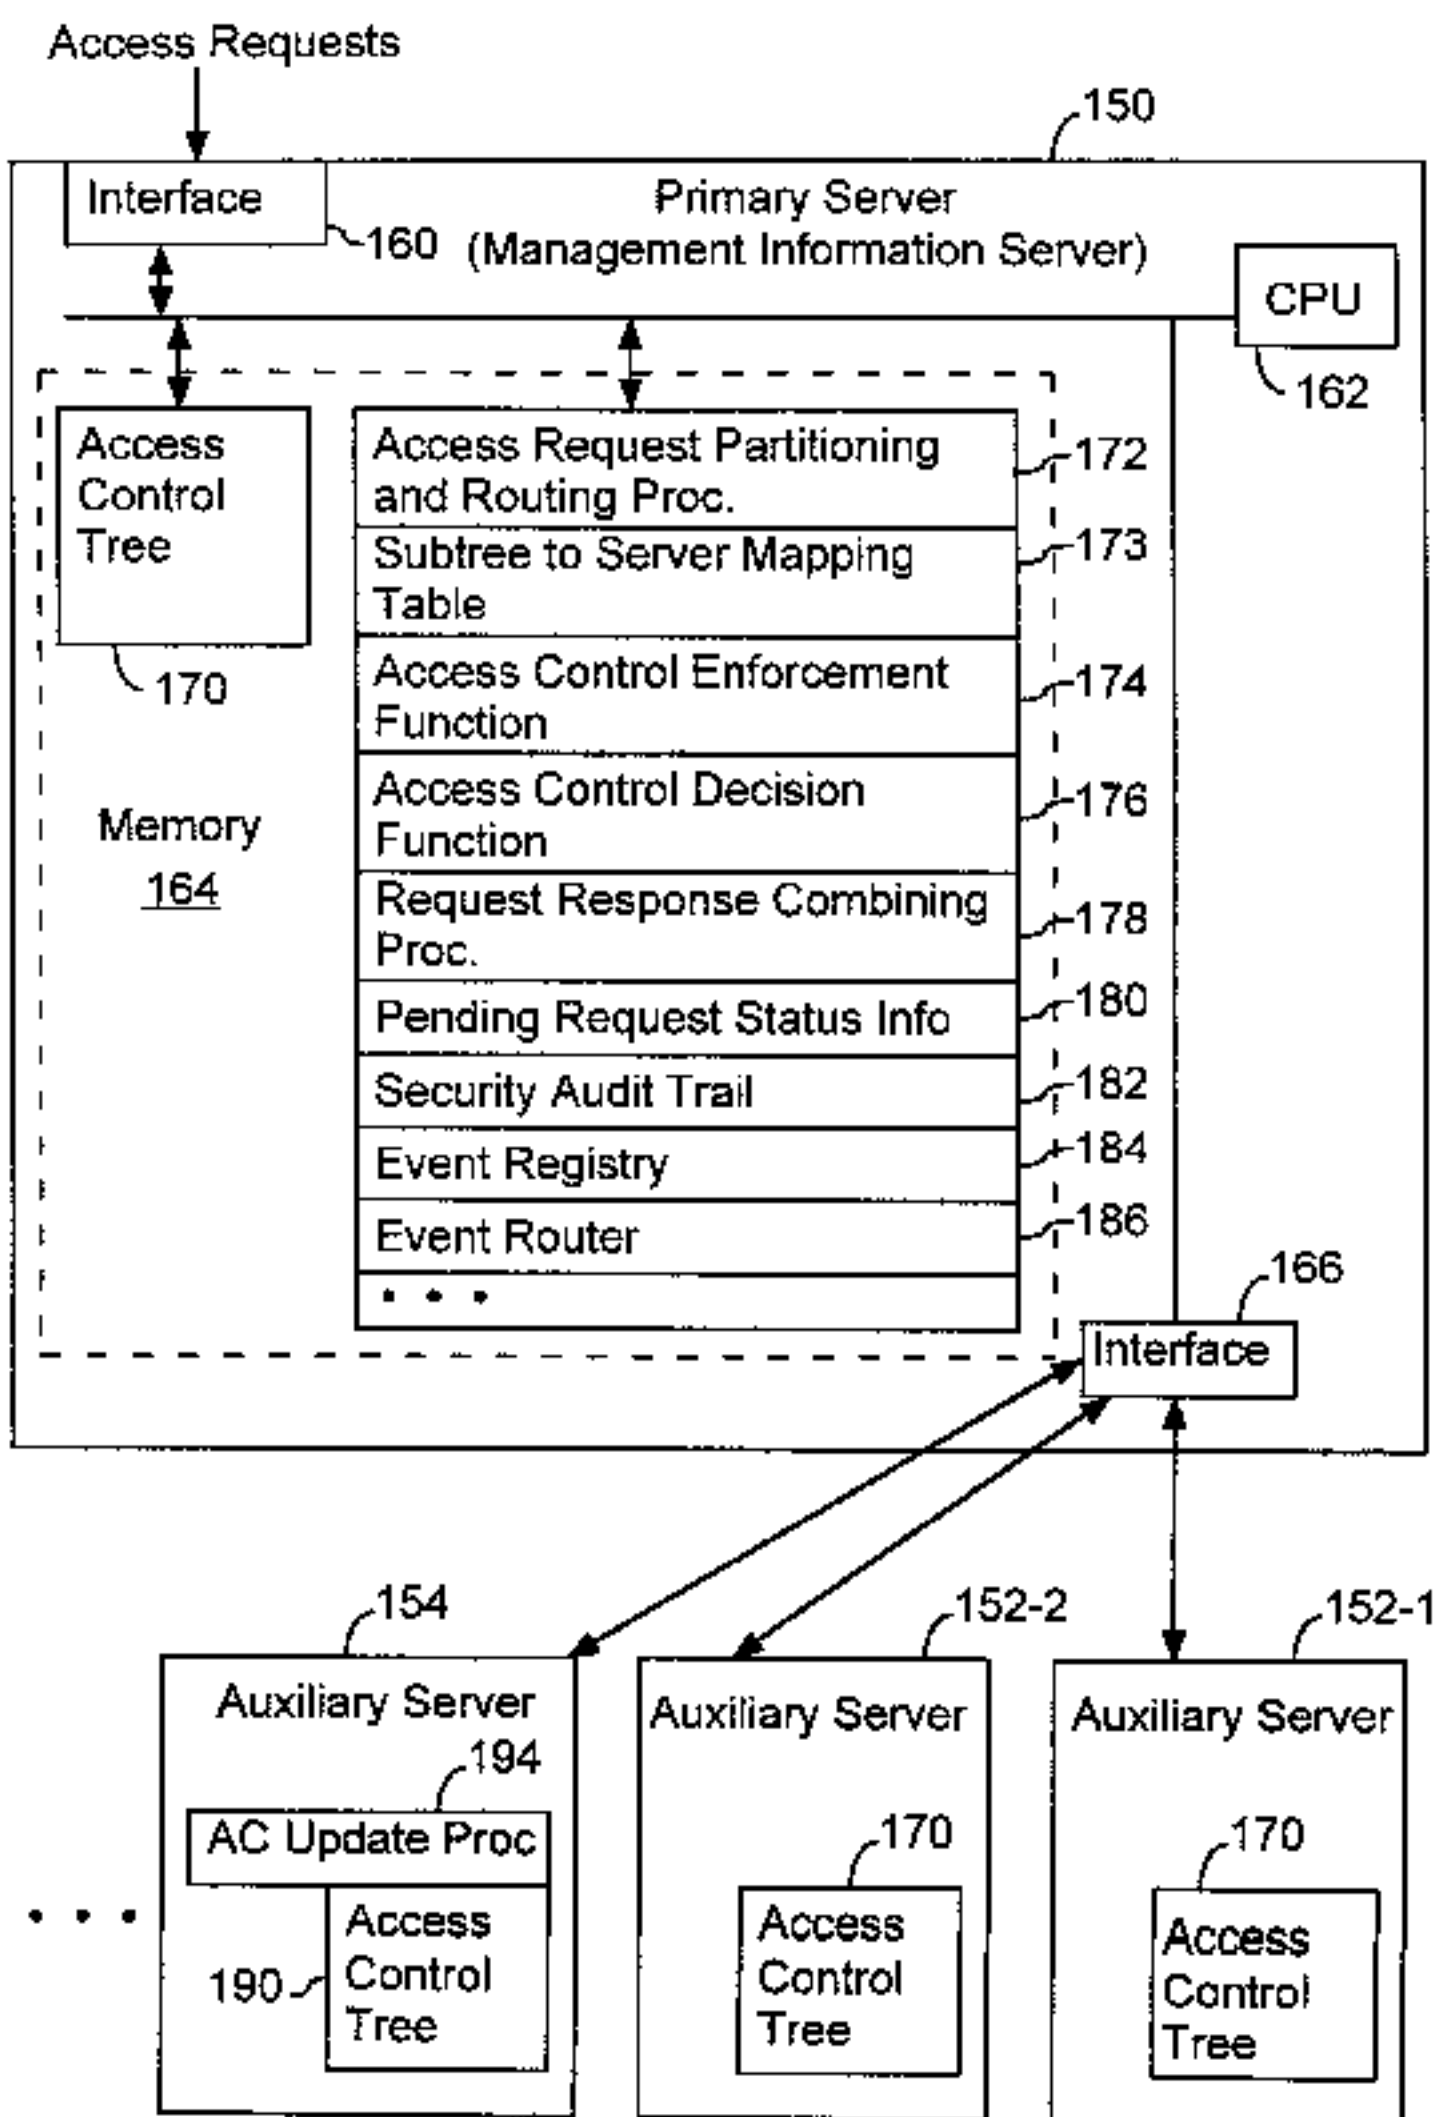 Access Requests
150
Interface
160
Primary Server
(Management Information Server)
CPU
162
Access
Control
Tree
170
Memory
164
Access Request Partitioning
and Routing Proc.
172
Subtree to Server Mapping
Table
173
Access Control Enforcement
Function
174
Access Control Decision
Function
176
Request Response Combining
Proc.
178
Pending Request Status Info
180
Security Audit Trail
182
Event Registry
184
Event Router
186
• • •
166
Interface
154
Auxiliary Server
194
AC Update Proc
190
Access
Control
Tree
• • •
152-2
Auxiliary Server
170
Access
Control
Tree
152-1
Auxiliary Server
170
Access
Control
Tree